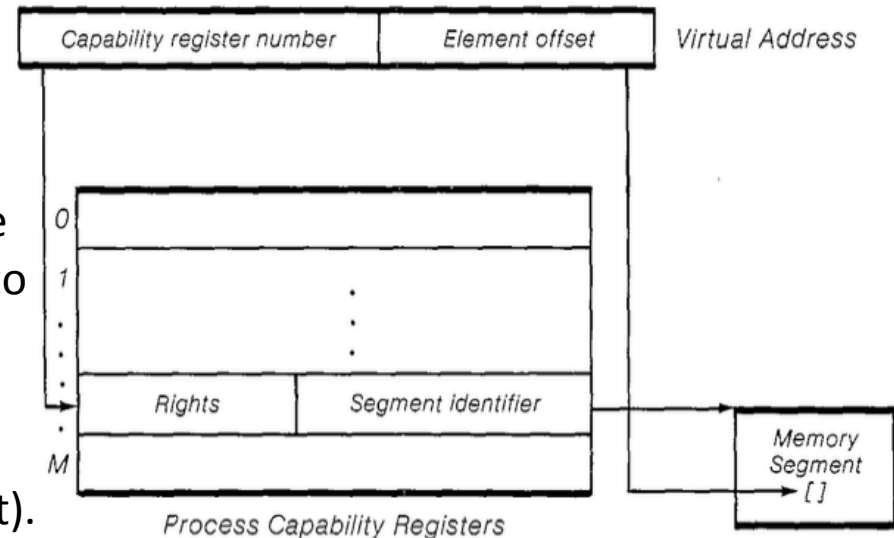 Capability register number Element offset Virtual Address
0
1
Rights Segment identifier
M
Memory
Segment
[]
Process Capability Registers
t).